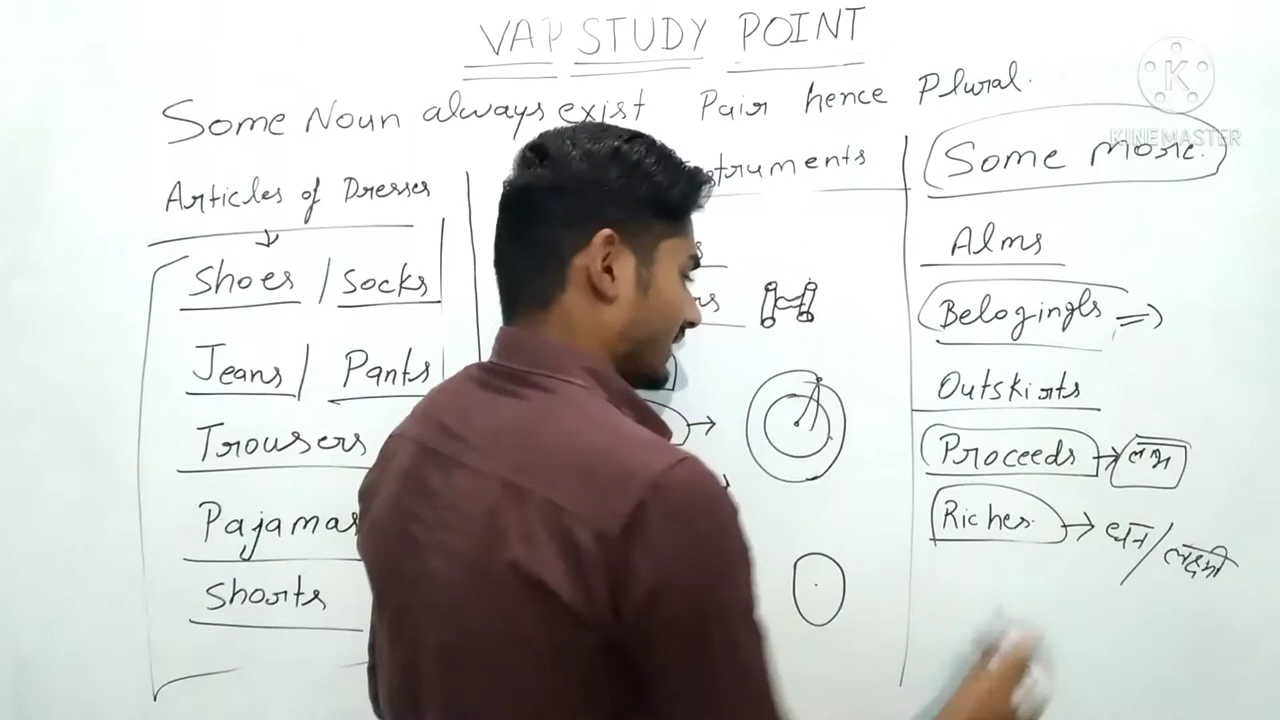 VAP STUDY POINT
Some Noun always exist Pair hence Plural.
KINEMASTER
Articles of Dresses
Shoes / Socks
Jeans / Pants
Trousers
Pajamas
Shorts
Some More.
Alms
Belogingls
Outskirts
Proceeds → लाभ
Riches. → धन / लक्ष्मी